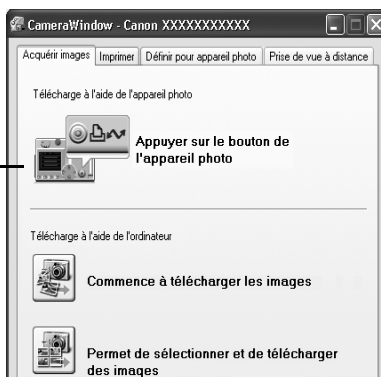 CameraWindow - Canon XXXXXXXXXXX
Acquérir images Imprimer Définir pour appareil photo Prise de vue à distance
Télécharge à l'aide de l'appareil photo
Appuyer sur le bouton de
l'appareil photo
Télécharge à l'aide de l'ordinateur
Commence à télécharger les images
Permet de sélectionner et de télécharger
des images